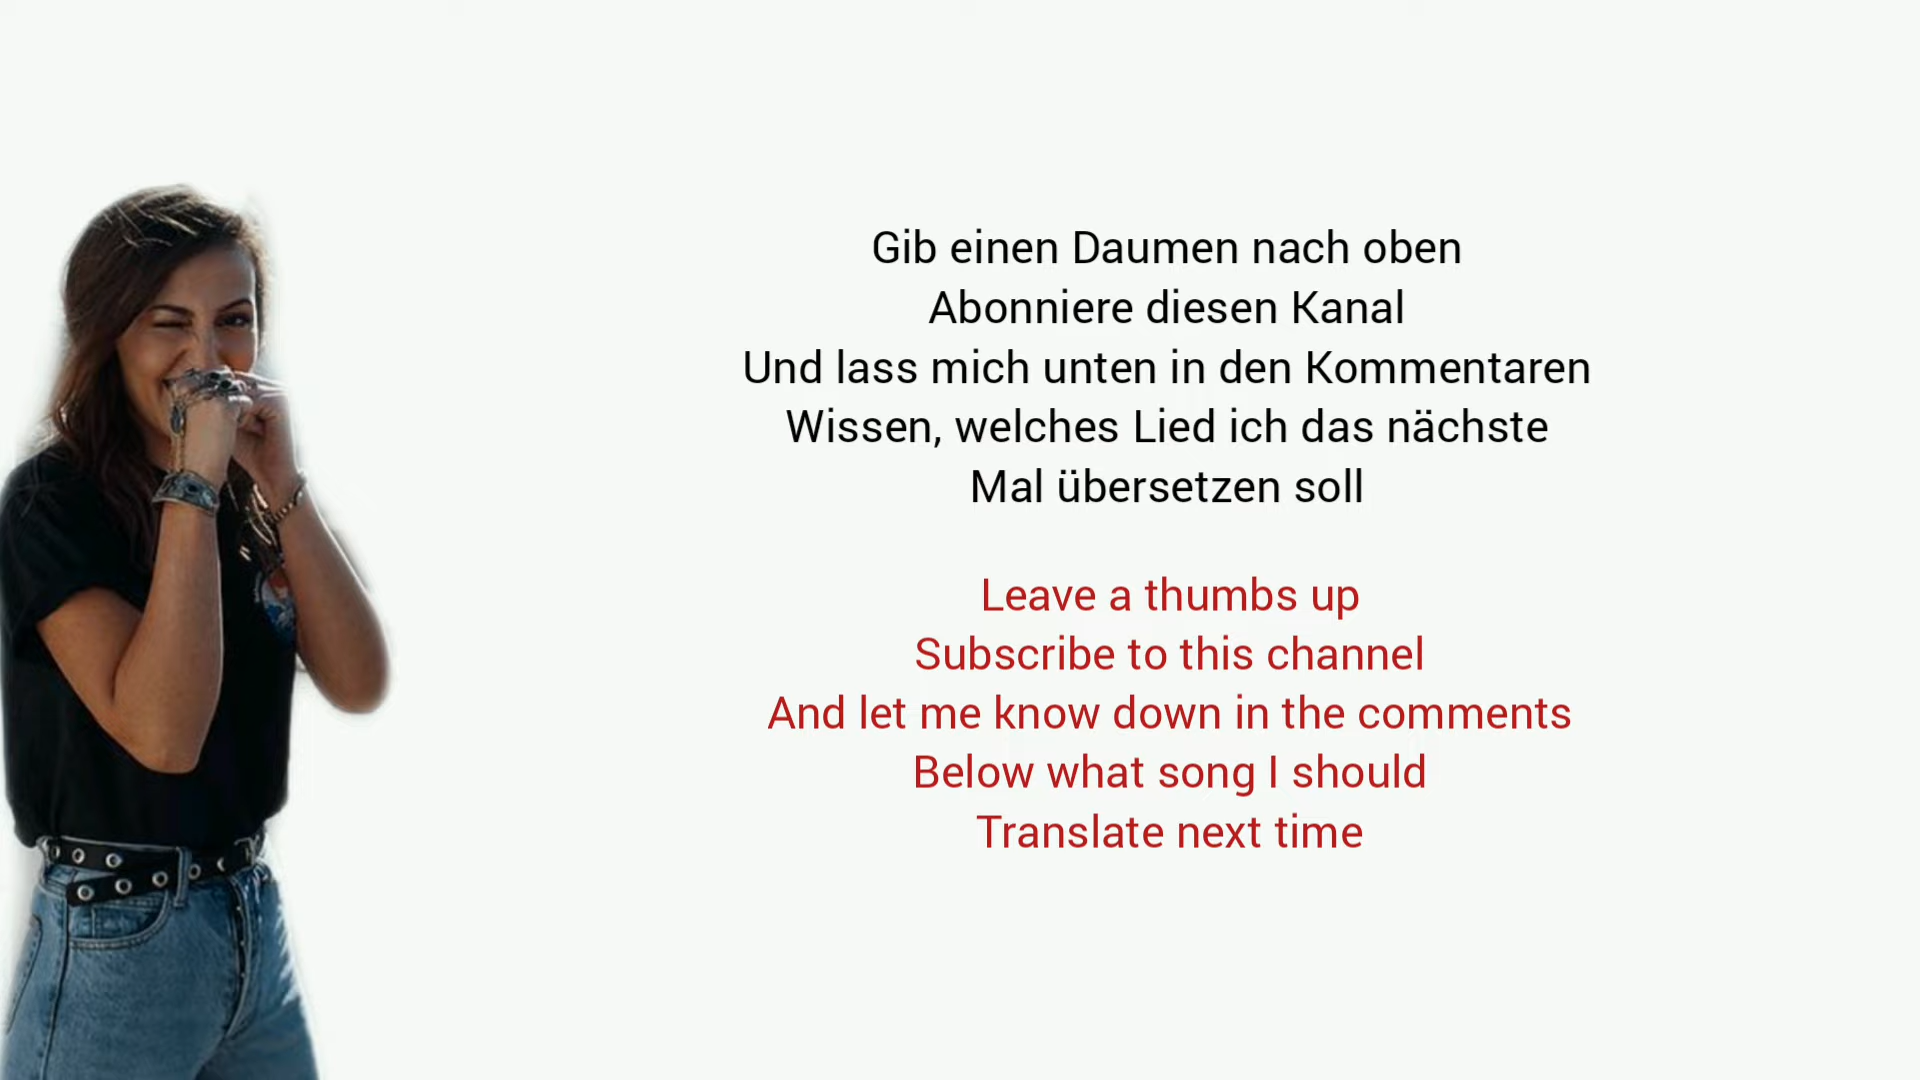 Gib einen Daumen nach oben
Abonniere diesen Kanal
Und lass mich unten in den Kommentaren
Wissen, welches Lied ich das nächste
Mal übersetzen soll
Leave a thumbs up
Subscribe to this channel
And let me know down in the comments
Below what song I should
Translate next time